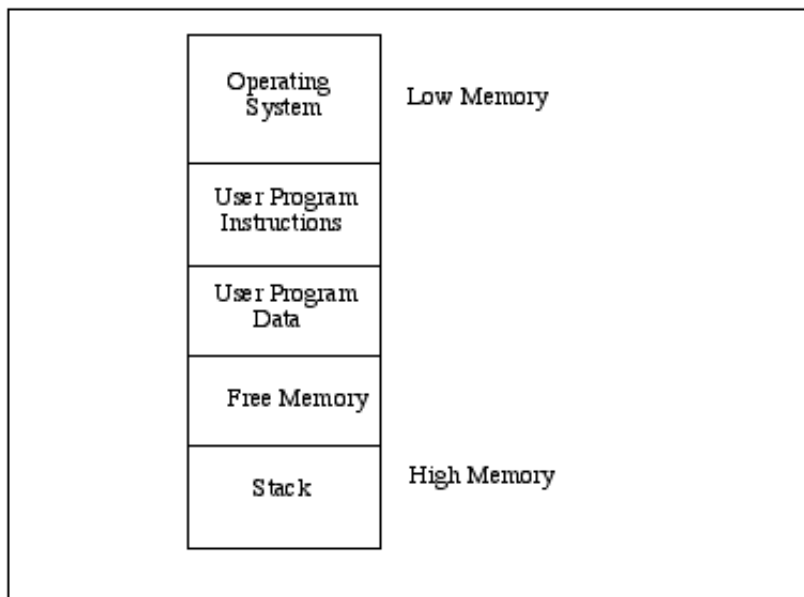 Operating
System
Low Memory
User Program
Instructions
User Program
Data
Free Memory
Stack
High Memory